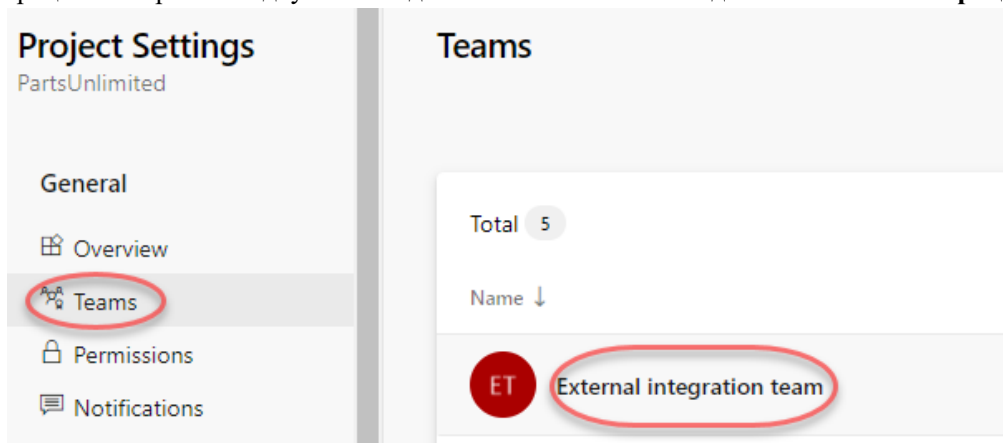 Project Settings
PartsUnlimited
General
Overview
Teams
Permissions
Notifications
Teams
Total 5
Name ↓
ET External integration team